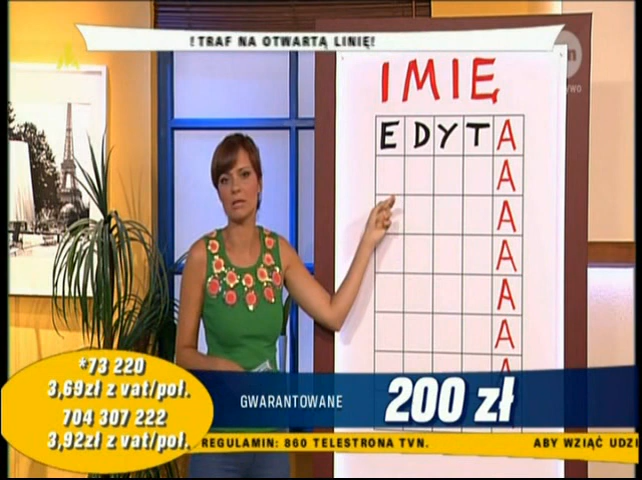 !TRAF NA OTWARTĄ LINIĘ!
IMIĘ
EDYTA
A
A
A
A
A
A
*73 220
3,69zł z vat/poł.
704 307 222
3,92zł z vat/poł.
GWARANTOWANE
200 zł
REGULAMIN: 860 TELESTRONA TVN.
ABY WZIĄĆ UDZI